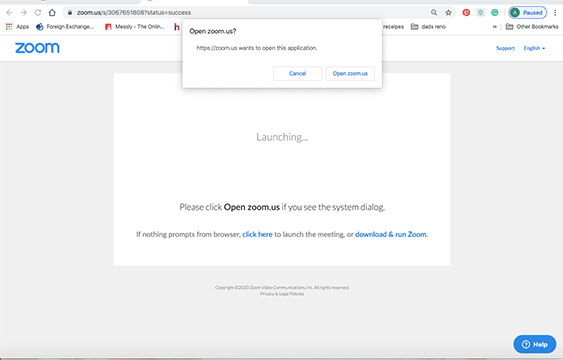 zoom.us/s/3067651808?status=success
Paused
Apps
Foreign Exchange...
Messly - The Onlin...
receipes
dads reno
»
Other Bookmarks
Open zoom.us?
https://zoom.us wants to open this application.
Cancel
Open zoom.us
zoom
Support
English
Launching...
Please click Open zoom.us if you see the system dialog.
If nothing prompts from browser, click here to launch the meeting, or download & run Zoom.
Copyright ©2020 Zoom Video Communications, Inc. All rights reserved.
Privacy & Legal Policies
Help